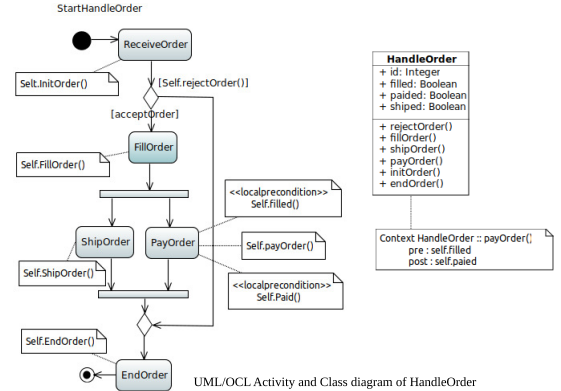 StartHandleOrder
ReceiveOrder
Selt.InitOrder()
[Self.rejectOrder()]
[acceptOrder]
FillOrder
Self.FillOrder()
<<localprecondition>>
Self.filled()
ShipOrder
PayOrder
Self.payOrder()
Self.ShipOrder()
<<localprecondition>>
Self.Paid()
Self.EndOrder()
EndOrder
HandleOrder
+ id: Integer
+ filled: Boolean
+ paided: Boolean
+ shiped: Boolean
+ rejectOrder()
+ fillOrder()
+ shipOrder()
+ payOrder()
+ initOrder()
+ endOrder()
Context HandleOrder :: payOrder()
pre : self.filled
post : self.paied
UML/OCL Activity and Class diagram of HandleOrder